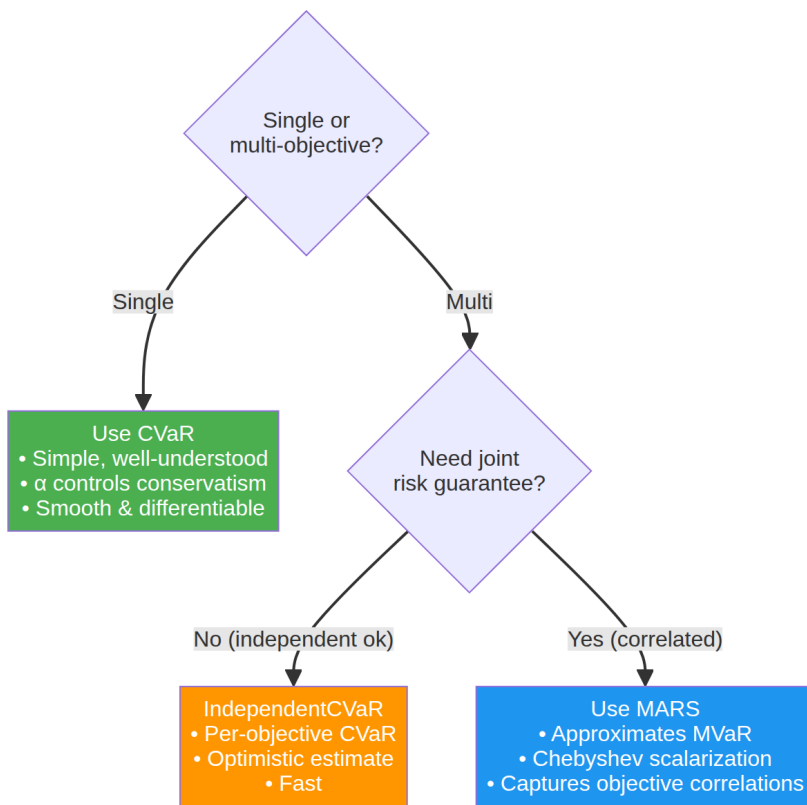 Single or
multi-objective?
Single
Multi
Use CVaR
• Simple, well-understood
• α controls conservatism
• Smooth & differentiable
Need joint
risk guarantee?
No (independent ok)
Yes (correlated)
IndependentCVaR
• Per-objective CVaR
• Optimistic estimate
• Fast
Use MARS
• Approximates MVaR
• Chebyshev scalarization
• Captures objective correlations